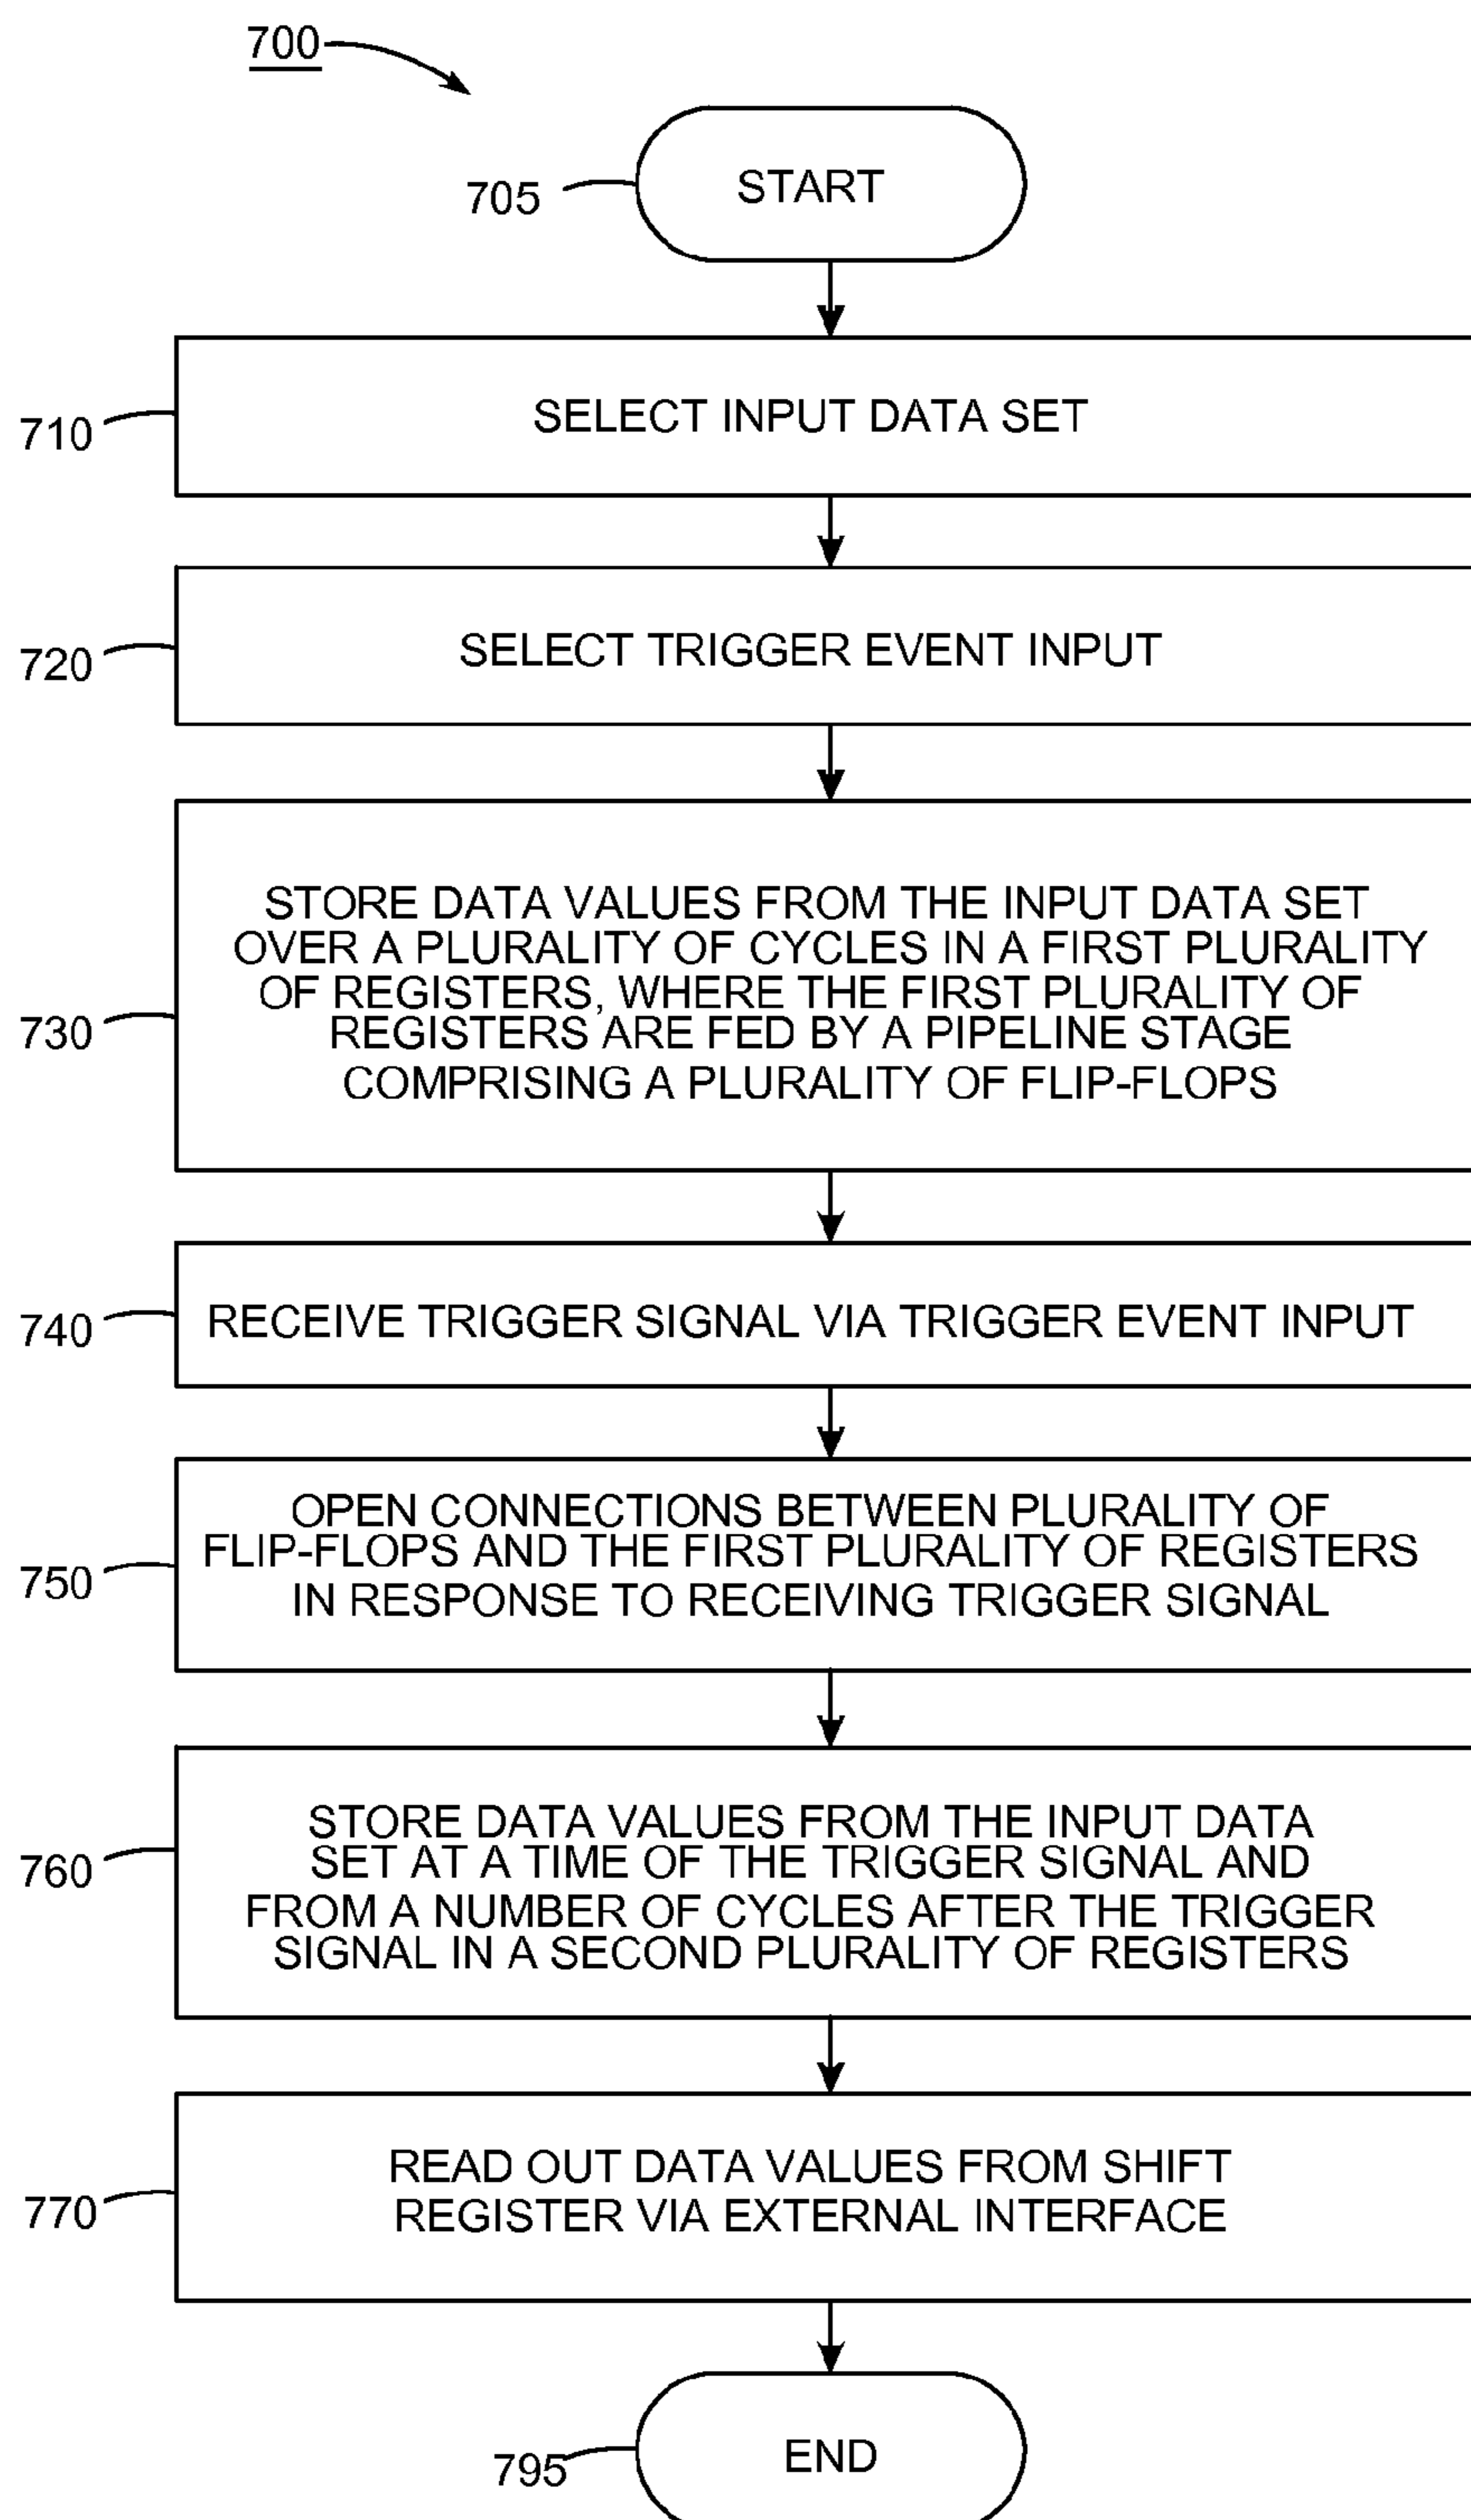 700
705
START
710
SELECT INPUT DATA SET
720
SELECT TRIGGER EVENT INPUT
730
STORE DATA VALUES FROM THE INPUT DATA SET
OVER A PLURALITY OF CYCLES IN A FIRST PLURALITY
OF REGISTERS, WHERE THE FIRST PLURALITY OF
REGISTERS ARE FED BY A PIPELINE STAGE
COMPRISING A PLURALITY OF FLIP-FLOPS
740
RECEIVE TRIGGER SIGNAL VIA TRIGGER EVENT INPUT
750
OPEN CONNECTIONS BETWEEN PLURALITY OF
FLIP-FLOPS AND THE FIRST PLURALITY OF REGISTERS
IN RESPONSE TO RECEIVING TRIGGER SIGNAL
760
STORE DATA VALUES FROM THE INPUT DATA
SET AT A TIME OF THE TRIGGER SIGNAL AND
FROM A NUMBER OF CYCLES AFTER THE TRIGGER
SIGNAL IN A SECOND PLURALITY OF REGISTERS
770
READ OUT DATA VALUES FROM SHIFT
REGISTER VIA EXTERNAL INTERFACE
795
END